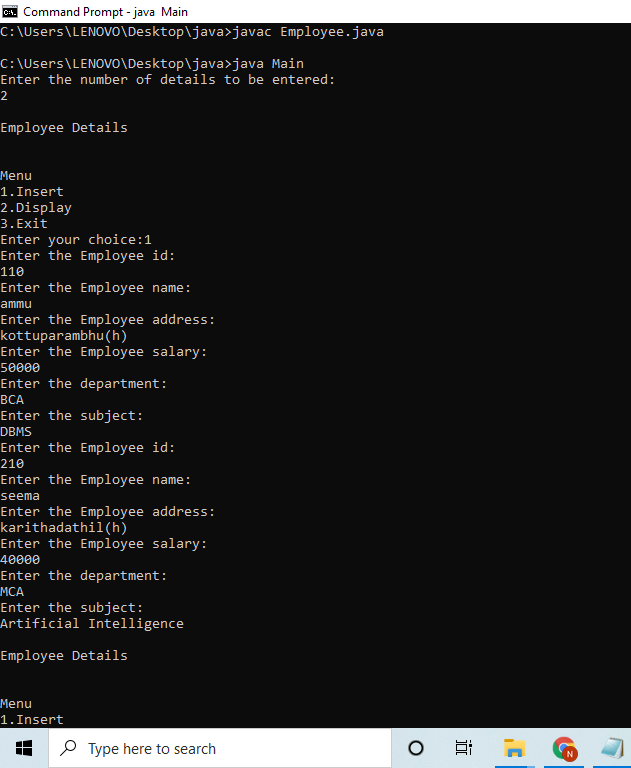 Command Prompt - java Main
C:\Users\LENOVO\Desktop\java>javac Employee.java
C:\Users\LENOVO\Desktop\java>java Main
Enter the number of details to be entered:
2
Employee Details
Menu
1.Insert
2.Display
3.Exit
Enter your choice:1
Enter the Employee id:
110
Enter the Employee name:
ammu
Enter the Employee address:
kottuparambhu(h)
Enter the Employee salary:
50000
Enter the department:
BCA
Enter the subject:
DBMS
Enter the Employee id:
210
Enter the Employee name:
seema
Enter the Employee address:
karithadathil(h)
Enter the Employee salary:
40000
Enter the department:
MCA
Enter the subject:
Artificial Intelligence
Employee Details
Menu
1.Insert
Type here to search
N